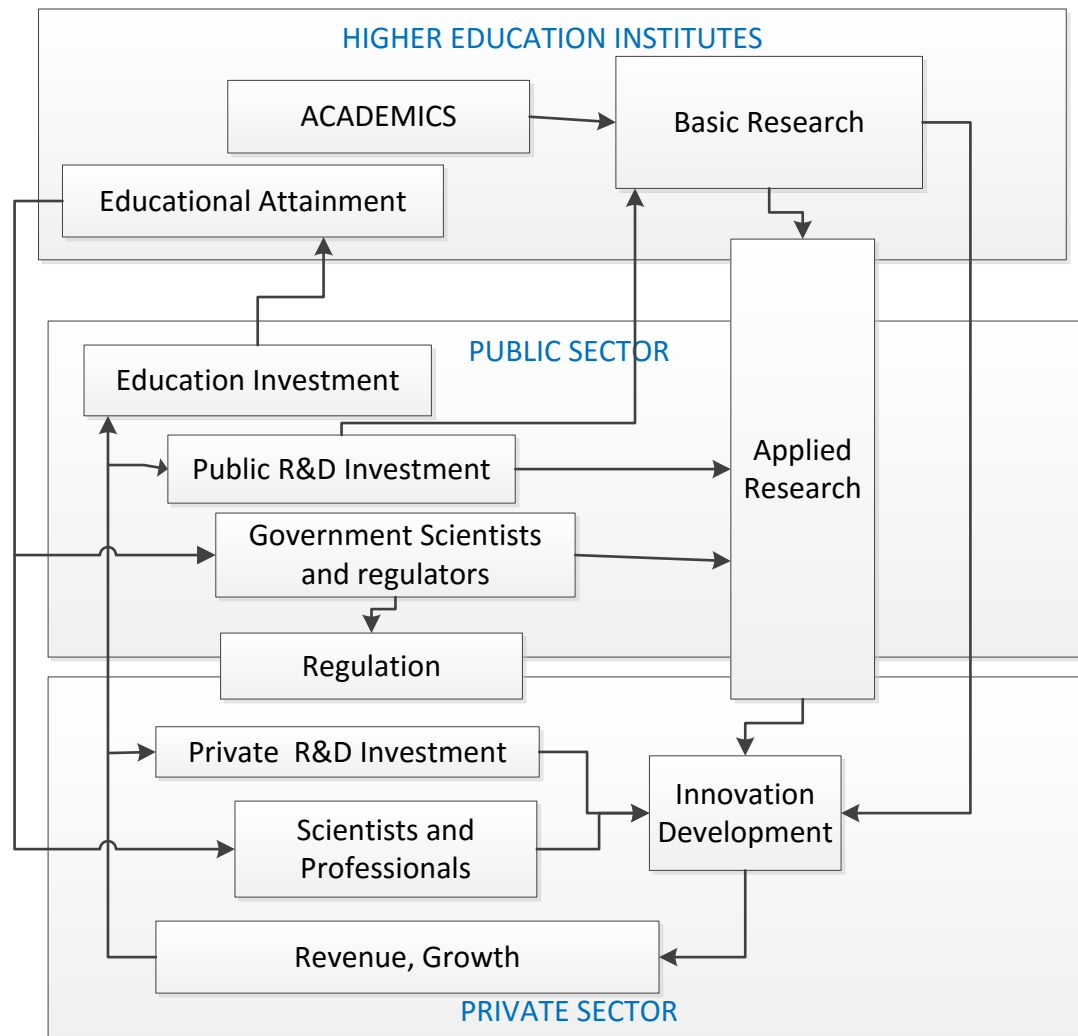 HIGHER EDUCATION INSTITUTES
ACADEMICS
Basic Research
Educational Attainment
PUBLIC SECTOR
Education Investment
Public R&D Investment
Applied
Research
Government Scientists
and regulators
Regulation
Private  R&D Investment
Innovation
Development
Scientists and
Professionals
Revenue, Growth
PRIVATE SECTOR